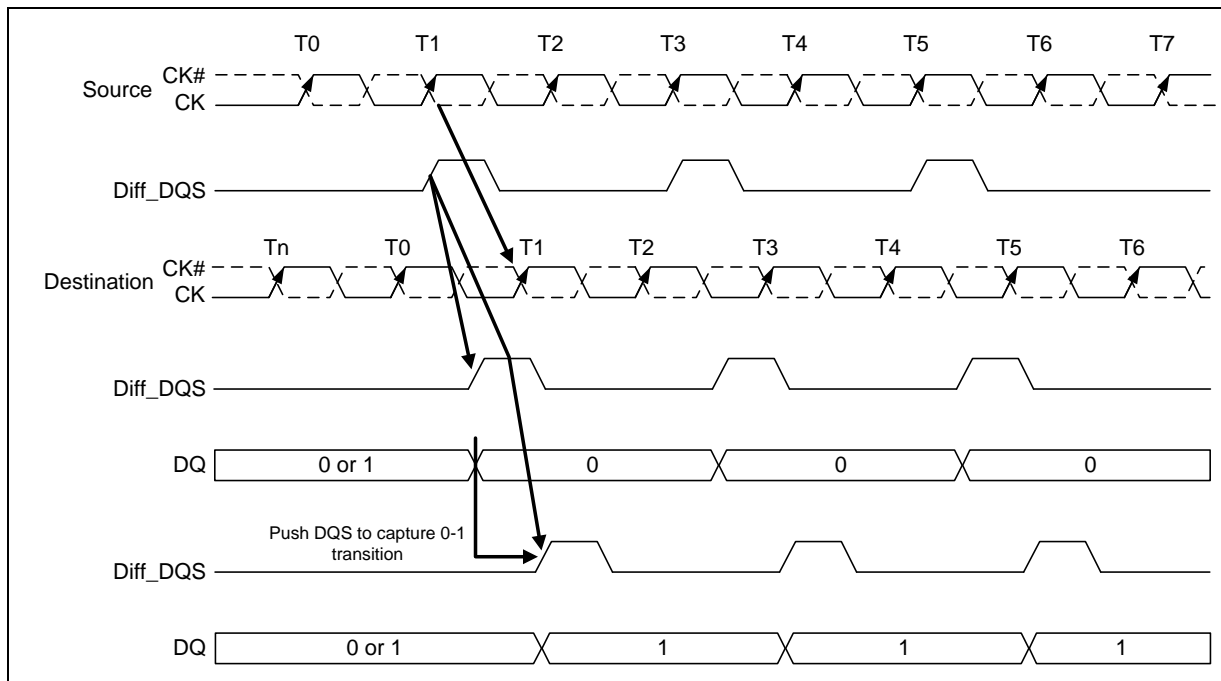 T0 T1 T2 T3 T4 T5 T6 T7
CK#
Source
CK
Diff_DQS
Tn T0 T1 T2 T3 T4 T5 T6
CK#
Destination
CK
Diff_DQS
DQ 0 or 1 0 0 0
Push DQS to capture 0-1
transition
Diff_DQS
DQ 0 or 1 1 1 1